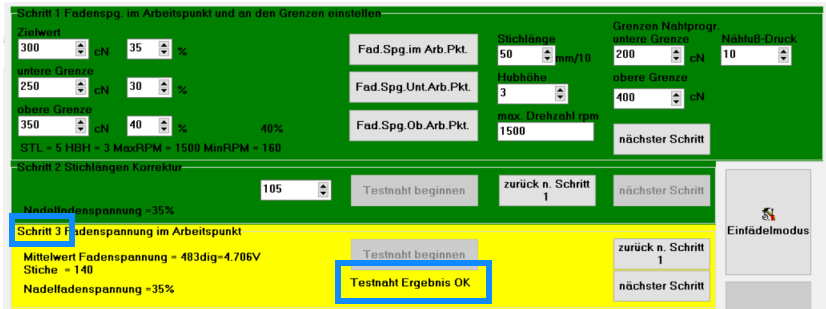 Schritt 1 Fadenspg. im Arbeitspunkt und an den Grenzen einstellen
Zielwert
300 cN 35 %
Fad.Spg.im Arb.Pkt.
Stichlänge
50 mm/10
Grenzen Nahtprogr.
untere Grenze
200 cN
Nähfuß-Druck
10
untere Grenze
250 cN 30 %
Fad.Spg.Unt.Arb.Pkt.
Hubhöhe
3
obere Grenze
400 cN
obere Grenze
350 cN 40 % 40%
Fad.Spg.Ob.Arb.Pkt.
max. Drehzahl rpm
1500
nächster Schritt
STL = 5 HBH = 3 MaxRPM = 1500 MinRPM = 160
Schritt 2 Stichlängen Korrektur
105
Testnaht beginnen
zurück n. Schritt
1
nächster Schritt
Nadelfadenspannung =35%
Einfädelmodus
Schritt 3 Fadenspannung im Arbeitspunkt
Mittelwert Fadenspannung = 483dig=4.706V
Stiche = 140
Testnaht beginnen
zurück n. Schritt
1
Testnaht Ergebnis OK
Nadelfadenspannung =35%
nächster Schritt